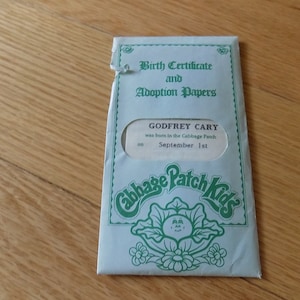 Birth Certificate
and
Adoption Papers
GODFREY CARY
was born in the Cabbage Patch
on September 1st
Cabbage Patch Kids